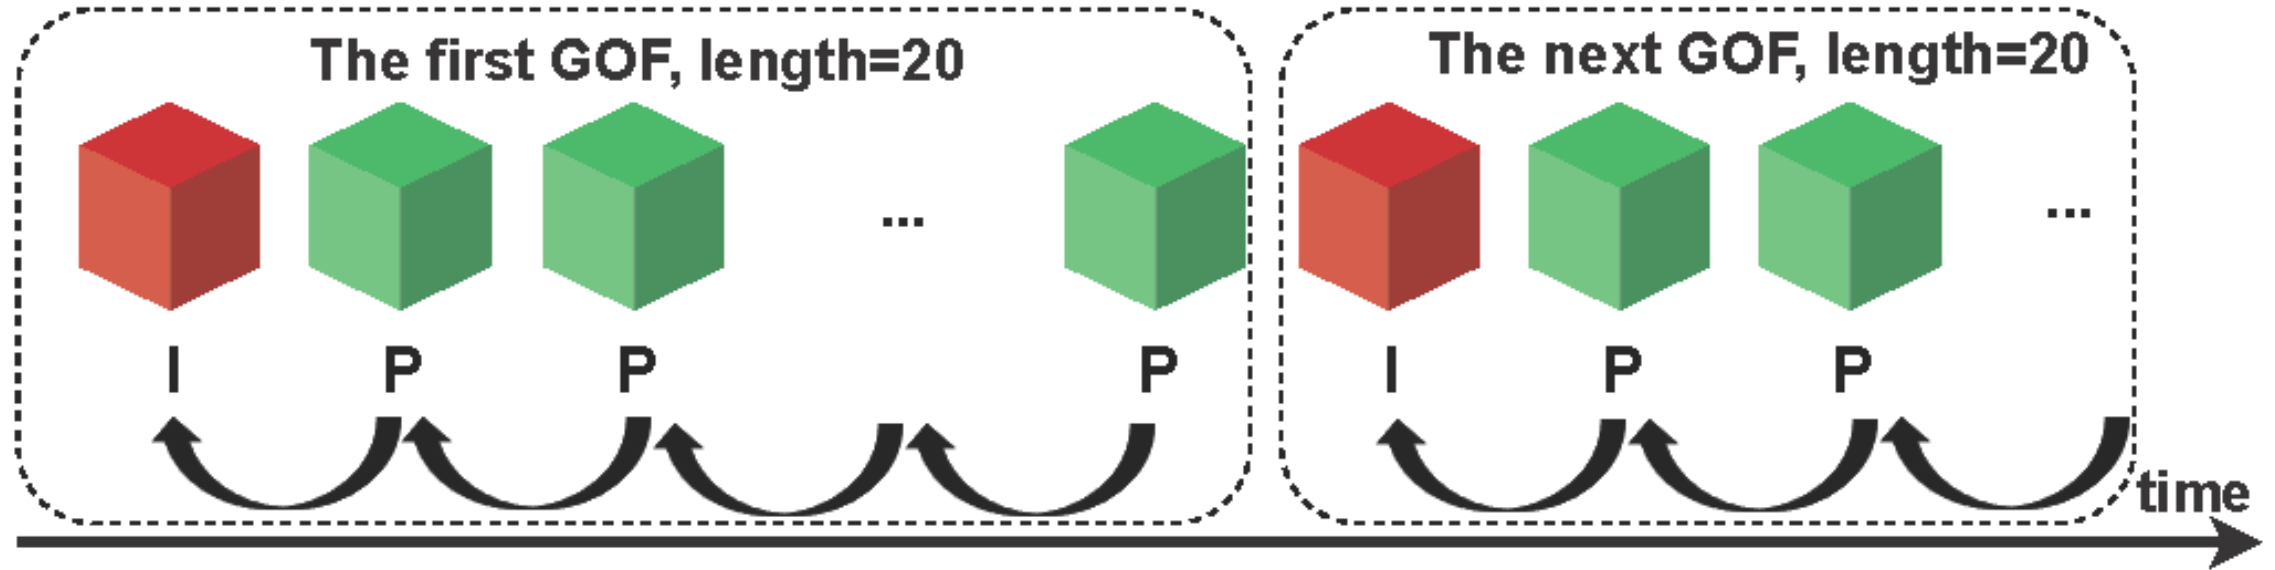 The first GOF, length=20
The next GOF, length=20
... ...
I P P P I P P
time